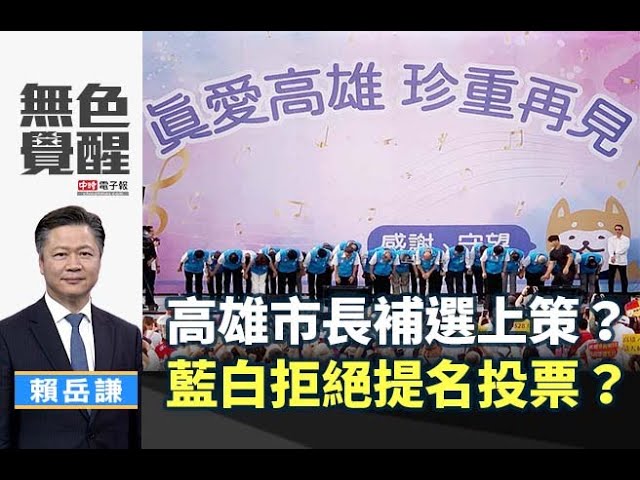 無色
覺醒
中時電子報
賴岳謙
真愛高雄 珍重再見
感謝、守望
高雄市長補選上策？
藍白拒絕提名投票？